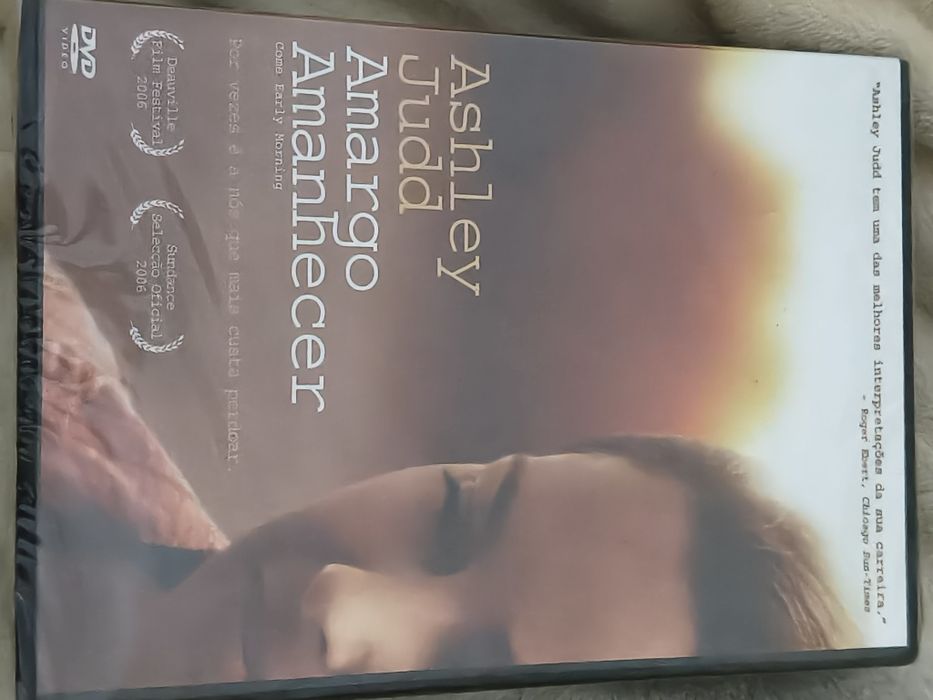 "Ashley Judd tem uma das melhores interpretações da sua carreira,"
- Roger Ebert, Chicago Sun-Times
Ashley
Judd
Amargo
Amanhecer
Come Early Morning
Por vezes é a nós que mais custa perdoar.
Deauville
Film Festival
2006
Sundance
Selecção Oficial
2006
DVD
VIDEO